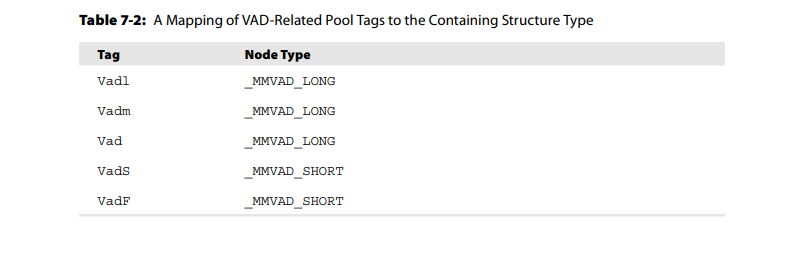 Table 7-2: A Mapping of VAD-Related Pool Tags to the Containing Structure Type
Tag Node Type
Vadl _MMVAD_LONG
Vadm _MMVAD_LONG
Vad _MMVAD_LONG
VadS _MMVAD_SHORT
VadF _MMVAD_SHORT